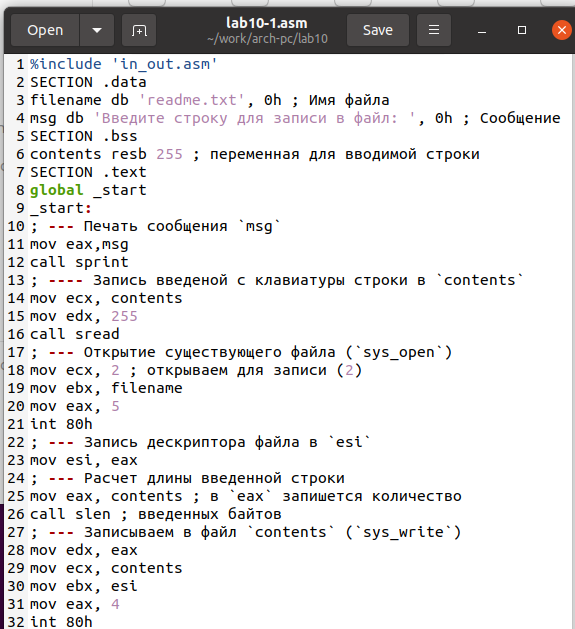 lab10-1.asm
Open
Save
~/work/arch-pc/lab10
1 %include 'in_out.asm'
2 SECTION .data
3 filename db 'readme.txt', 0h ; Имя файла
4 msg db 'Введите строку для записи в файл: ', 0h ; Сообщение
5 SECTION .bss
6 contents resb 255 ; переменная для вводимой строки
7 SECTION .text
8 global _start
9 _start:
10 ; --- Печать сообщения `msg`
11 mov eax,msg
12 call sprint
13 ; ---- Запись введеной с клавиатуры строки в `contents`
14 mov ecx, contents
15 mov edx, 255
16 call sread
17 ; --- Открытие существующего файла (`sys_open`)
18 mov ecx, 2 ; открываем для записи (2)
19 mov ebx, filename
20 mov eax, 5
21 int 80h
22 ; --- Запись дескриптора файла в `esi`
23 mov esi, eax
24 ; --- Расчет длины введенной строки
25 mov eax, contents ; в `eax` запишется количество
26 call slen ; введенных байтов
27 ; --- Записываем в файл `contents` (`sys_write`)
28 mov edx, eax
29 mov ecx, contents
30 mov ebx, esi
31 mov eax, 4
32 int 80h